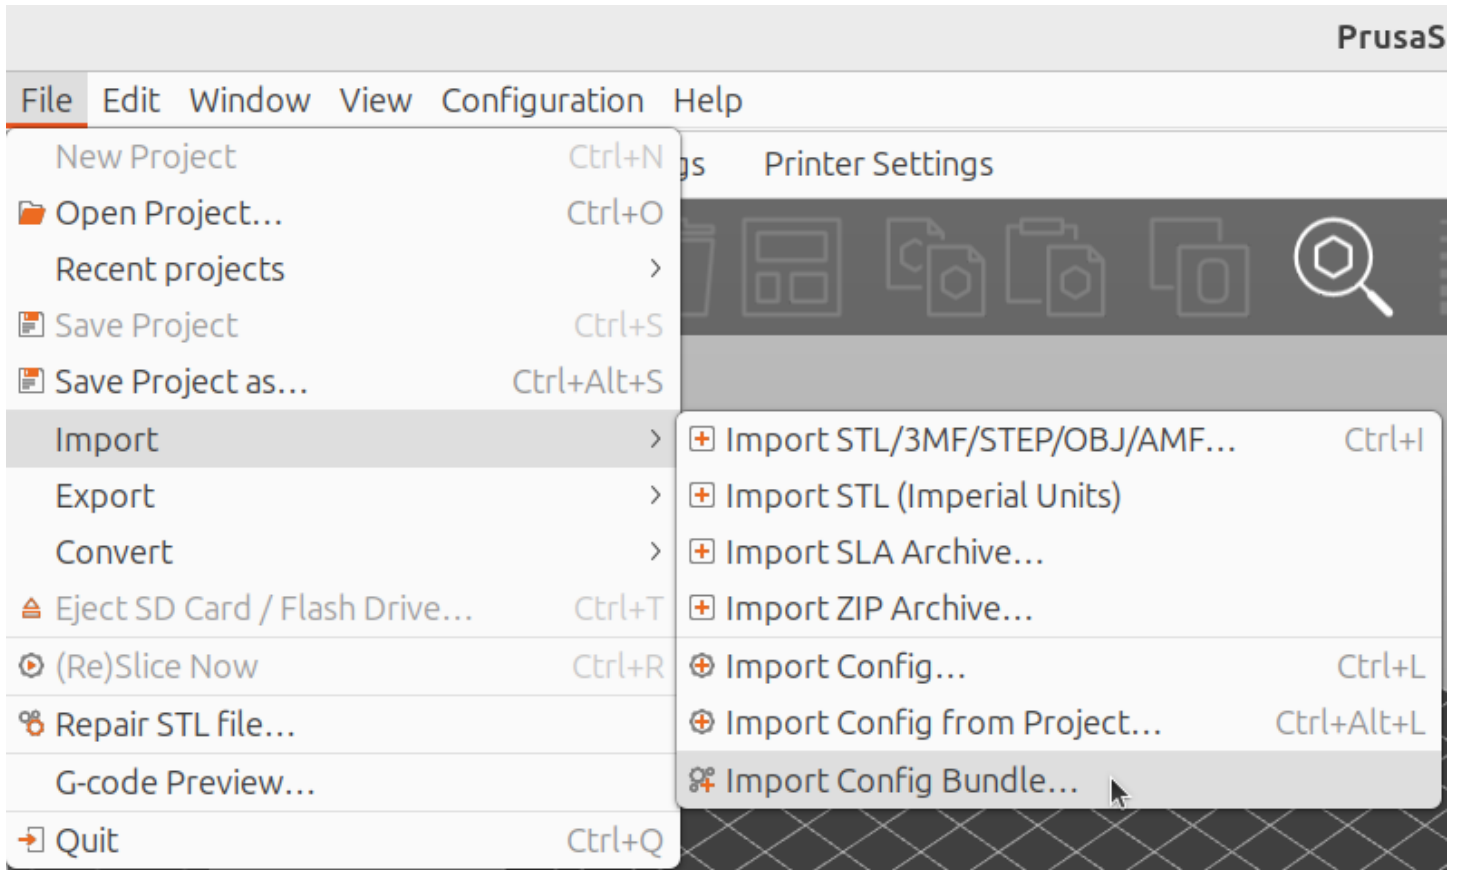 PrusaS
File Edit Window View Configuration Help
New Project Ctrl+N
gs Printer Settings
Open Project... Ctrl+O
Recent projects
Save Project Ctrl+S
Save Project as... Ctrl+Alt+S
Import
Export
Convert
Eject SD Card / Flash Drive... Ctrl+T
(Re)Slice Now Ctrl+R
Repair STL file...
G-code Preview...
Quit Ctrl+Q
Import STL/3MF/STEP/OBJ/AMF... Ctrl+I
Import STL (Imperial Units)
Import SLA Archive...
Import ZIP Archive...
Import Config... Ctrl+L
Import Config from Project... Ctrl+Alt+L
Import Config Bundle...